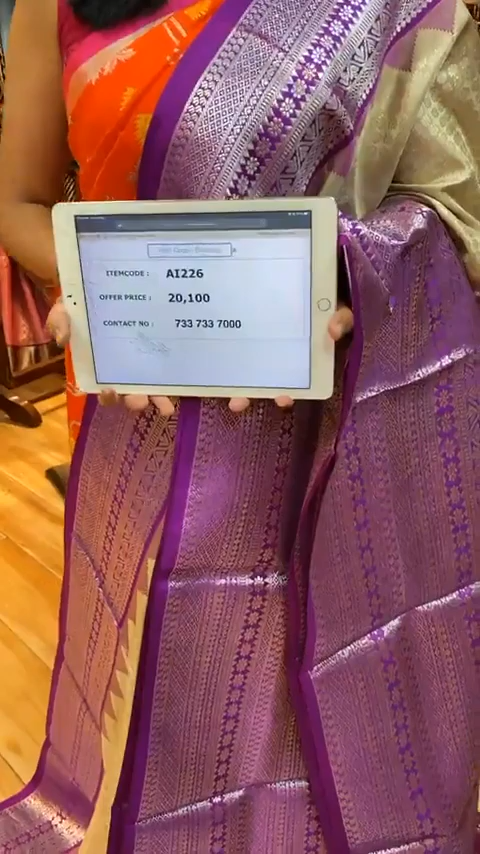 ITEMCODE : AI226
OFFER PRICE : 20,100
CONTACT NO : 733 733 7000